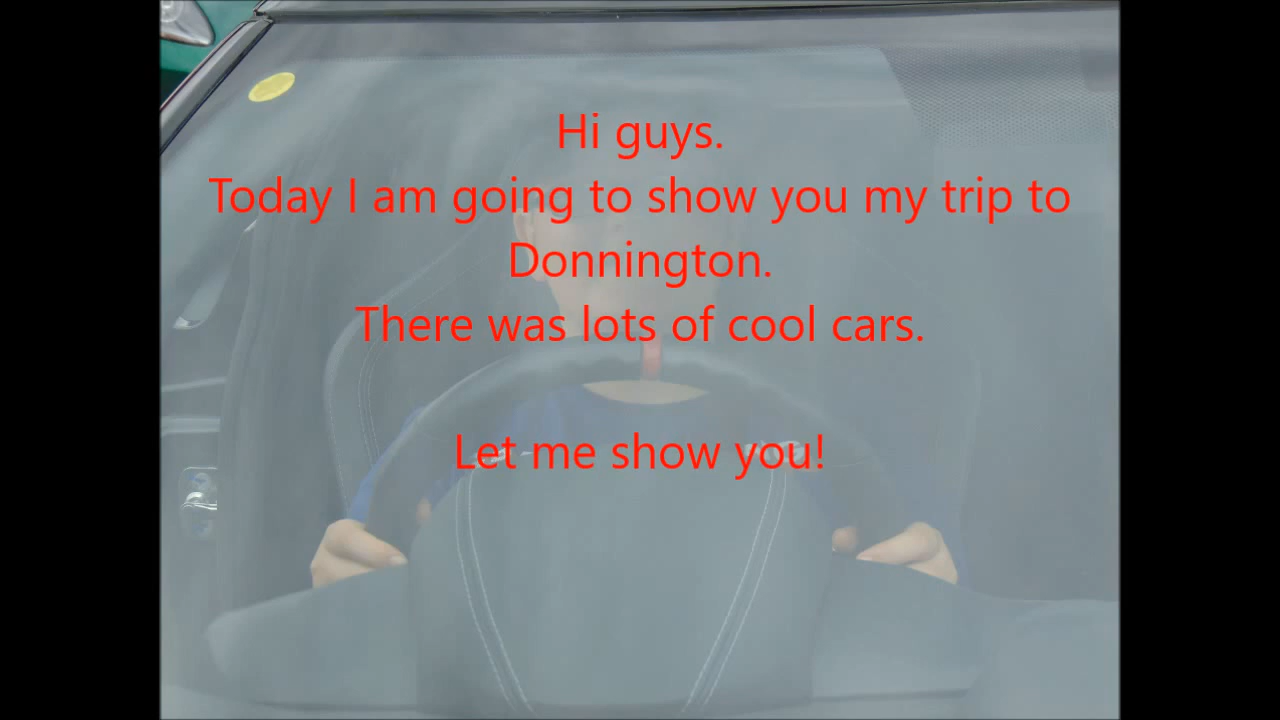 Hi guys.
Today I am going to show you my trip to
Donnington.
There was lots of cool cars.
Let me show you!